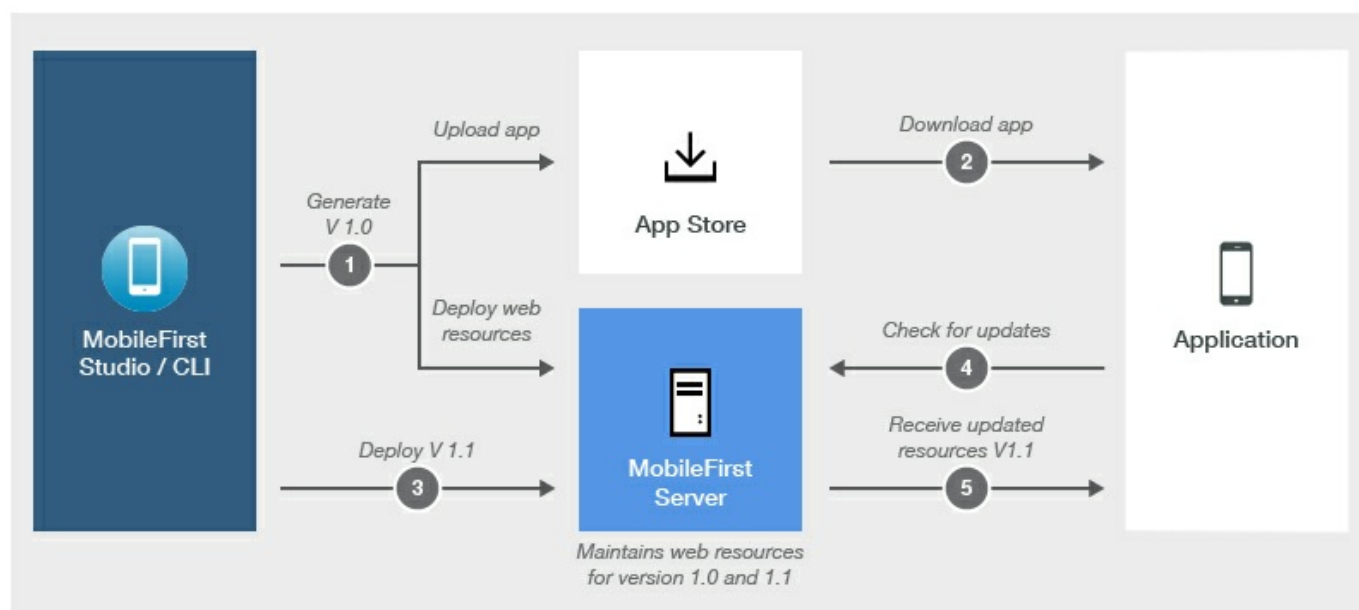 MobileFirst
Studio / CLI
Generate
V 1.0
1
Upload app
Deploy web
resources
Deploy V 1.1
3
App Store
MobileFirst
Server
Maintains web resources
for version 1.0 and 1.1
Download app
2
Check for updates
4
Receive updated
resources V1.1
5
Application